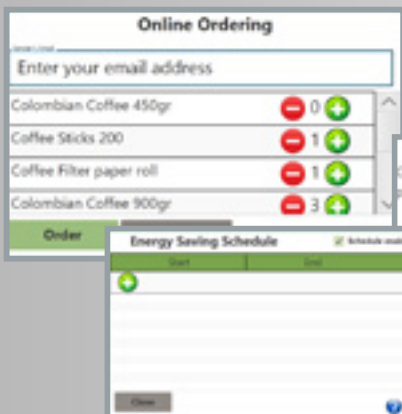 Online Ordering
Enter your email address
Colombian Coffee 450gr 0
Coffee Sticks 200 1
Coffee Filter paper roll 1
Colombian Coffee 900gr 3
Order
Energy Saving Schedule Schedule
Start End
Close